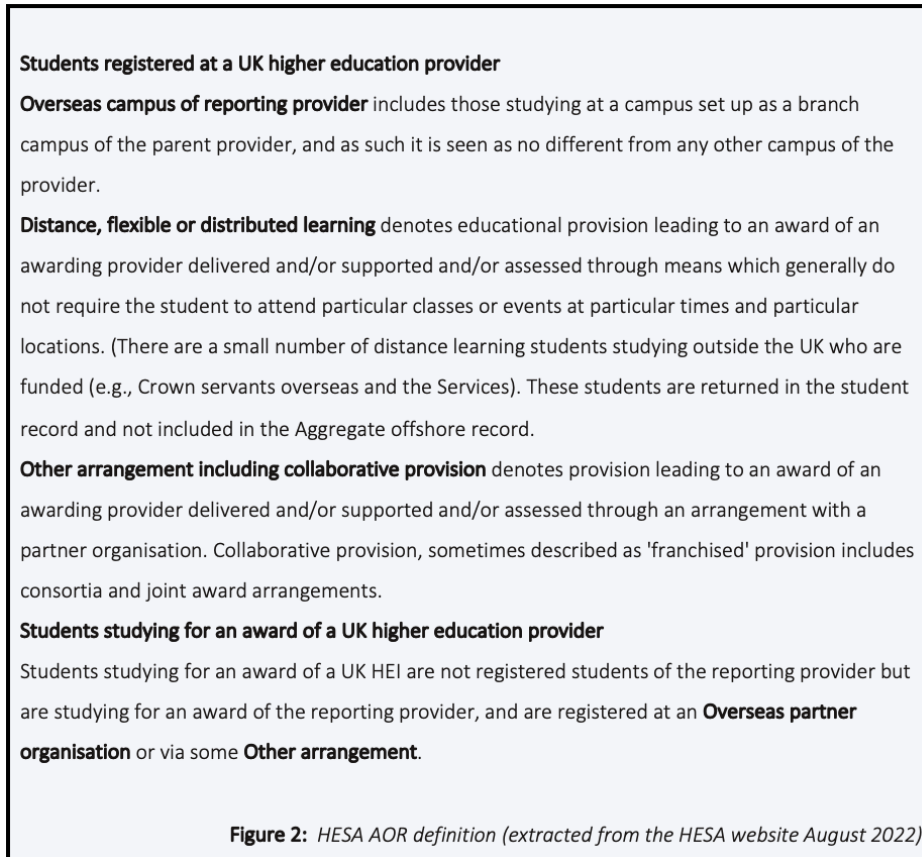 Students registered at a UK higher education provider
Overseas campus of reporting provider includes those studying at a campus set up as a branch
campus of the parent provider, and as such it is seen as no different from any other campus of the
provider.
Distance, flexible or distributed learning denotes educational provision leading to an award of an
awarding provider delivered and/or supported and/or assessed through means which generally do
not require the student to attend particular classes or events at particular times and particular
locations. (There are a small number of distance learning students studying outside the UK who are
funded (e.g., Crown servants overseas and the Services). These students are returned in the student
record and not included in the Aggregate offshore record.
Other arrangement including collaborative provision denotes provision leading to an award of an
awarding provider delivered and/or supported and/or assessed through an arrangement with a
partner organisation. Collaborative provision, sometimes described as 'franchised' provision includes
consortia and joint award arrangements.
Students studying for an award of a UK higher education provider
Students studying for an award of a UK HEI are not registered students of the reporting provider but
are studying for an award of the reporting provider, and are registered at an Overseas partner
organisation or via some Other arrangement.
Figure 2: HESA AOR definition (extracted from the HESA website August 2022)